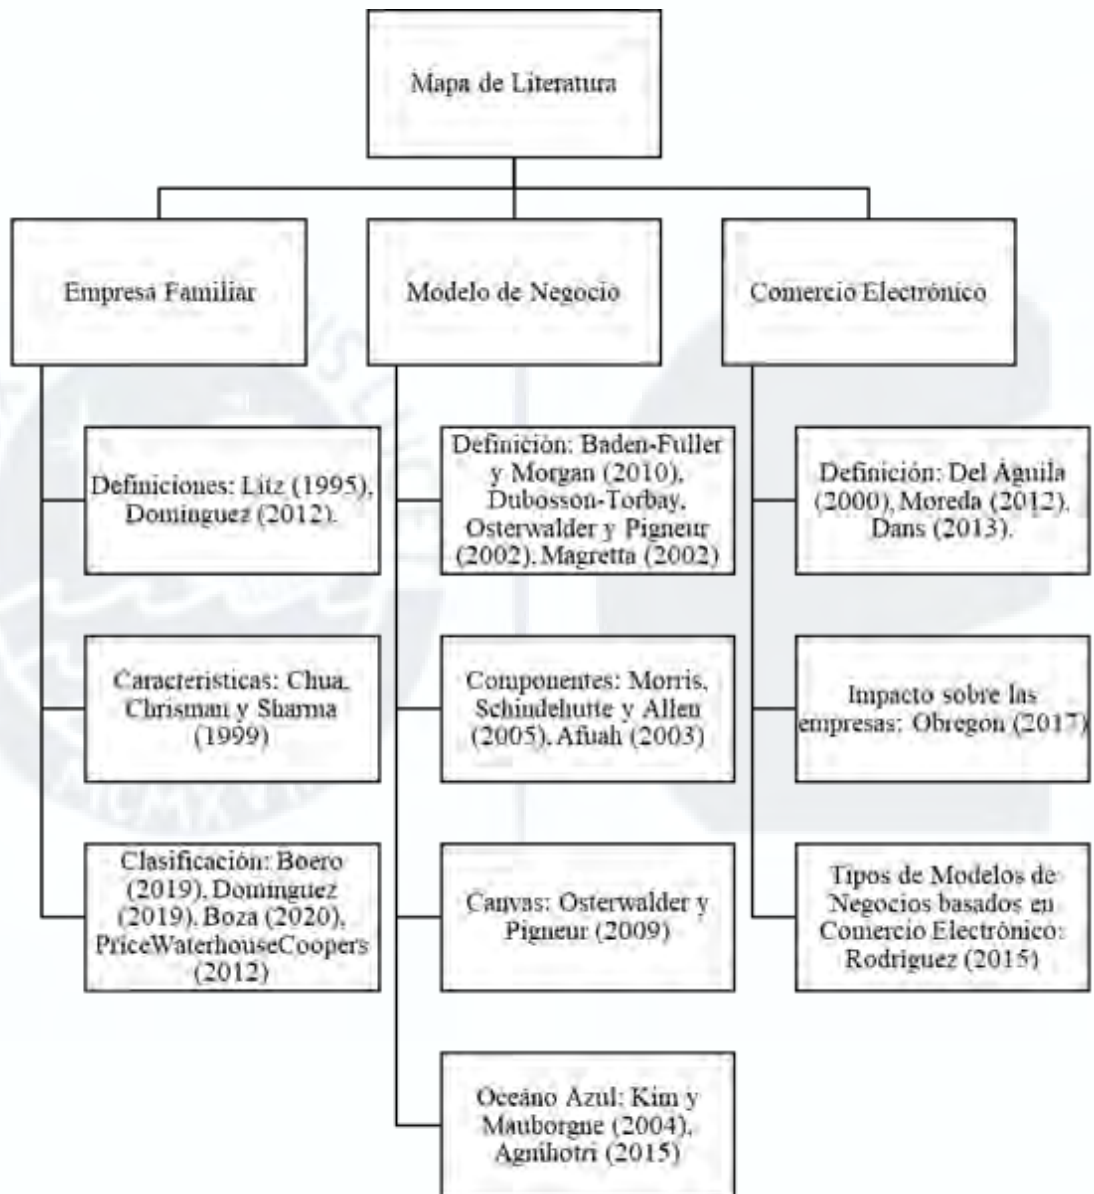 Mapa de Literatura
Empresa Familiar
Modelo de Negocio
Comercio Electrónico
Definiciones: Litz (1995),
Dominguez (2012).
Caracteristicas: Chua,
Chrisman y Sharma
(1999)
Clasificación: Boero
(2019), Dominguez
(2019), Boza (2020),
PriceWaterhouseCoopers
(2012)
Definición: Baden-Fuller
y Morgan (2010),
Dubosson-Torbay,
Osterwalder y Pigneur
(2002), Magretta (2002)
Componentes: Morris,
Schindehutte y Allen
(2005), Afuah (2003)
Canvas: Osterwalder y
Pigneur (2009)
Oceáno Azul: Kim y
Mauborgne (2004),
Agnihotri (2015)
Definición: Del Águila
(2000), Moreda (2012),
Dans (2013).
Impacto sobre las
empresas: Obregón (2017)
Tipos de Modelos de
Negocios basados en
Comercio Electrónico:
Rodriguez (2015)